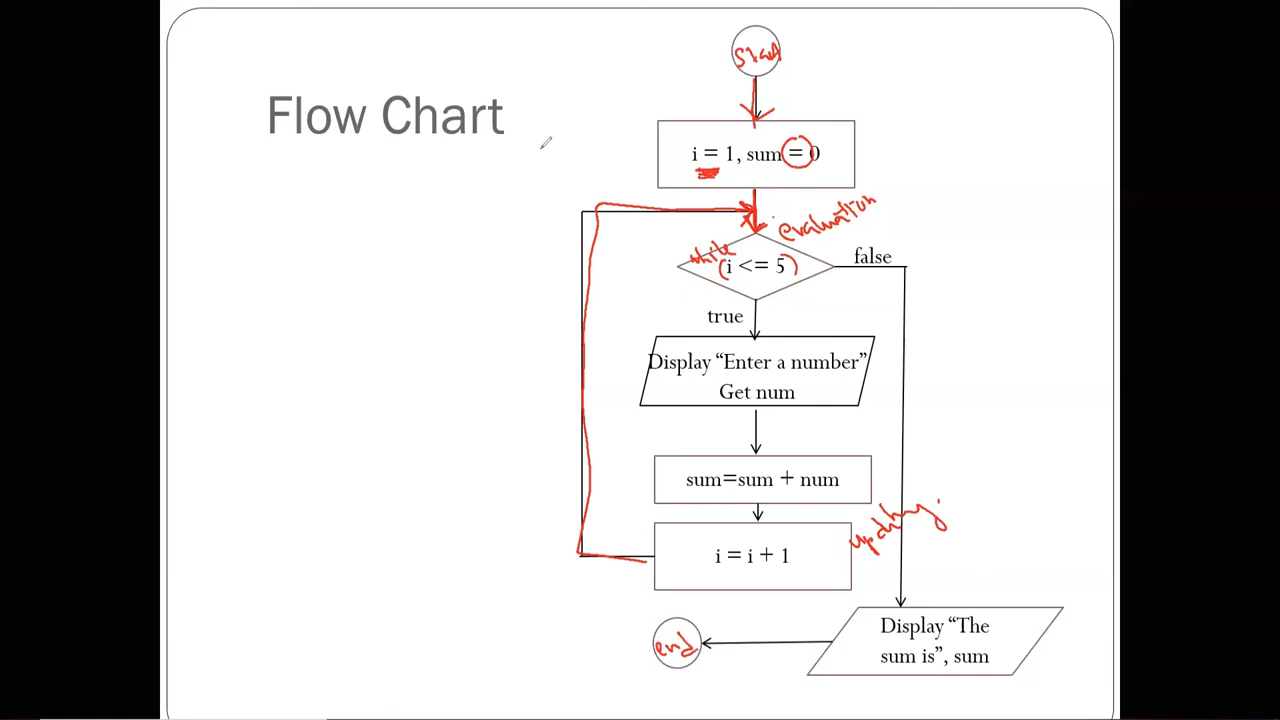 Flow Chart
start
i = 1, sum = 0
evaluation
while
(i <= 5)
false
true
Display “Enter a number”
Get num
sum=sum + num
updating.
i = i + 1
Display “The
sum is”, sum
end